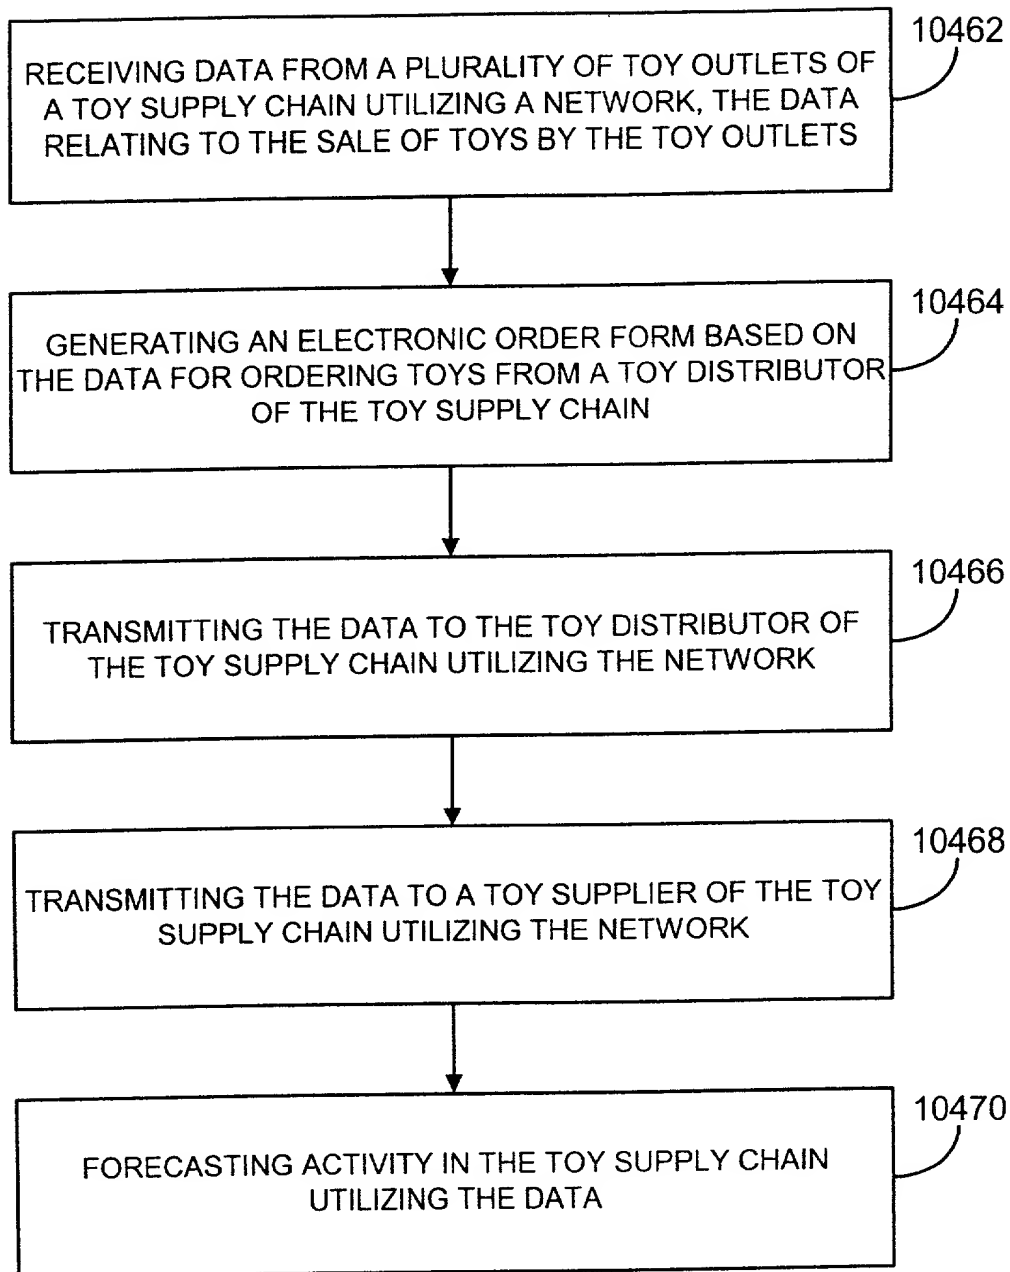 10462
RECEIVING DATA FROM A PLURALITY OF TOY OUTLETS OF
A TOY SUPPLY CHAIN UTILIZING A NETWORK, THE DATA
RELATING TO THE SALE OF TOYS BY THE TOY OUTLETS
10464
GENERATING AN ELECTRONIC ORDER FORM BASED ON
THE DATA FOR ORDERING TOYS FROM A TOY DISTRIBUTOR
OF THE TOY SUPPLY CHAIN
10466
TRANSMITTING THE DATA TO THE TOY DISTRIBUTOR OF
THE TOY SUPPLY CHAIN UTILIZING THE NETWORK
10468
TRANSMITTING THE DATA TO A TOY SUPPLIER OF THE TOY
SUPPLY CHAIN UTILIZING THE NETWORK
10470
FORECASTING ACTIVITY IN THE TOY SUPPLY CHAIN
UTILIZING THE DATA